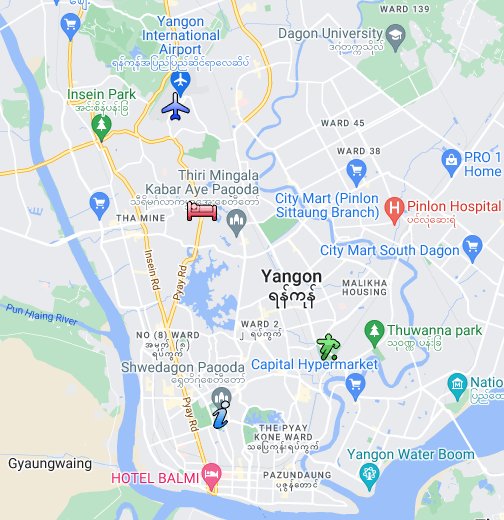 WARD 139
ဈေး
Yangon
International
Airport
ရန်ကုန်အပြည်ပြည်ဆိုင်ရာလေဆိပ်
Dagon University
ဒဂုံတက္ကသိုလ်
Insein Park
အင်းစိန်ပန်းခြံ
WARD 45
WARD 38
PRO 1
Home
Thiri Mingala
Kabar Aye Pagoda
City Mart (Pinlon
Sittaung Branch)
Pinlon Hospital
ပင်လုံဆေးရုံ
THA MINE
City Mart South Dagon
Insein Rd
Pyay Rd
Yangon
ရန်ကုန်
MALIKHA
HOUSING
Pun Hlaing River
NO (8) WARD
အမှတ် (၈)
ရပ်ကွက်
WARD 2
၂ ရပ်ကွက်
Thuwanna park
သုဝဏ္ဏပန်းခြံ
Shwedagon Pagoda
ရွှေတိဂုံစေတီတော်
Capital Hypermarket
Pyay Rd
Natio
ပြည်ထော
THE PYAY
KONE WARD
သပြေကုန်းရပ်ကွက်
Gyaungwaing
HOTEL BALMI
PAZUNDAUNG
ပုဇွန်တောင်
Yangon Water Boom